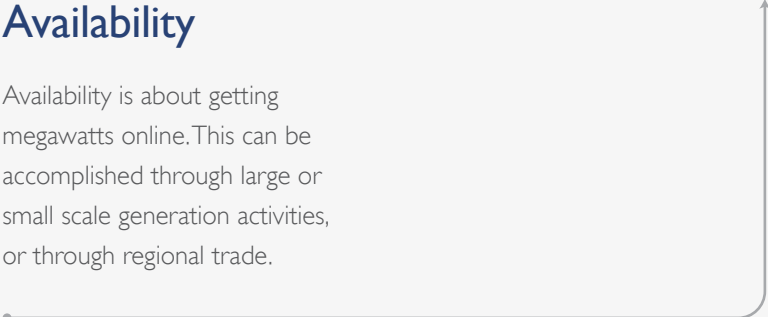 Availability
Availability is about getting
megawatts online. This can be
accomplished through large or
small scale generation activities,
or through regional trade.